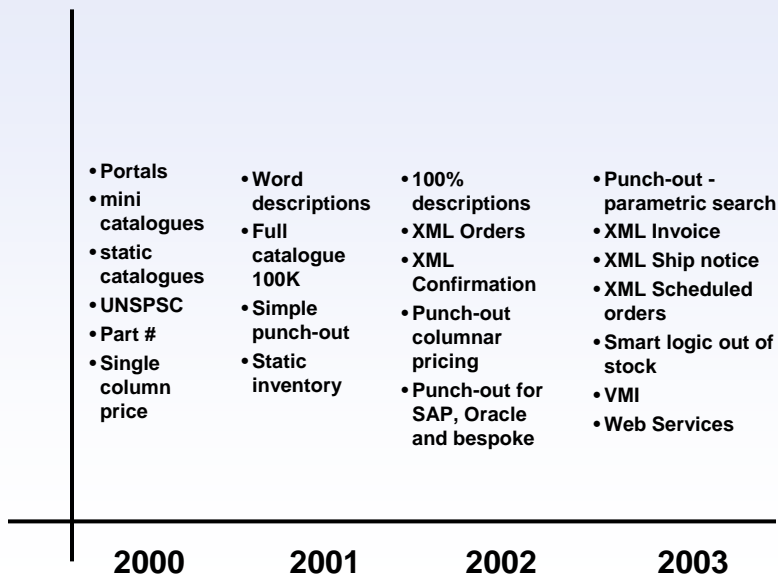 • Portals
• mini
catalogues
• static
catalogues
• UNSPSC
• Part #
• Single
column
price
• Word
descriptions
• Full
catalogue
100K
• Simple
punch-out
• Static
inventory
• 100%
descriptions
• XML Orders
• XML
Confirmation
• Punch-out
columnar
pricing
• Punch-out for
SAP, Oracle
and bespoke
• Punch-out -
parametric search
• XML Invoice
• XML Ship notice
• XML Scheduled
orders
• Smart logic out of
stock
• VMI
• Web Services
2000 2001 2002 2003